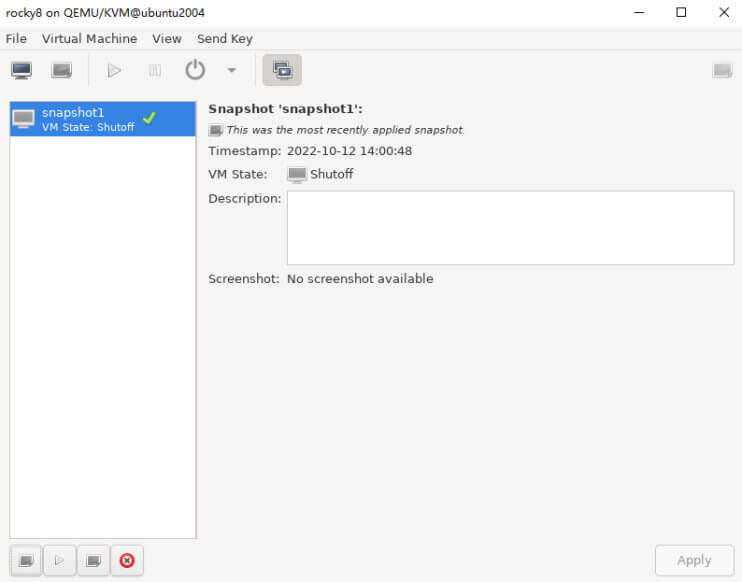 rocky8 on QEMU/KVM@ubuntu2004
File Virtual Machine View Send Key
snapshot1
VM State: Shutoff
Snapshot 'snapshot1':
This was the most recently applied snapshot.
Timestamp: 2022-10-12 14:00:48
VM State: Shutoff
Description:
Screenshot: No screenshot available
Apply